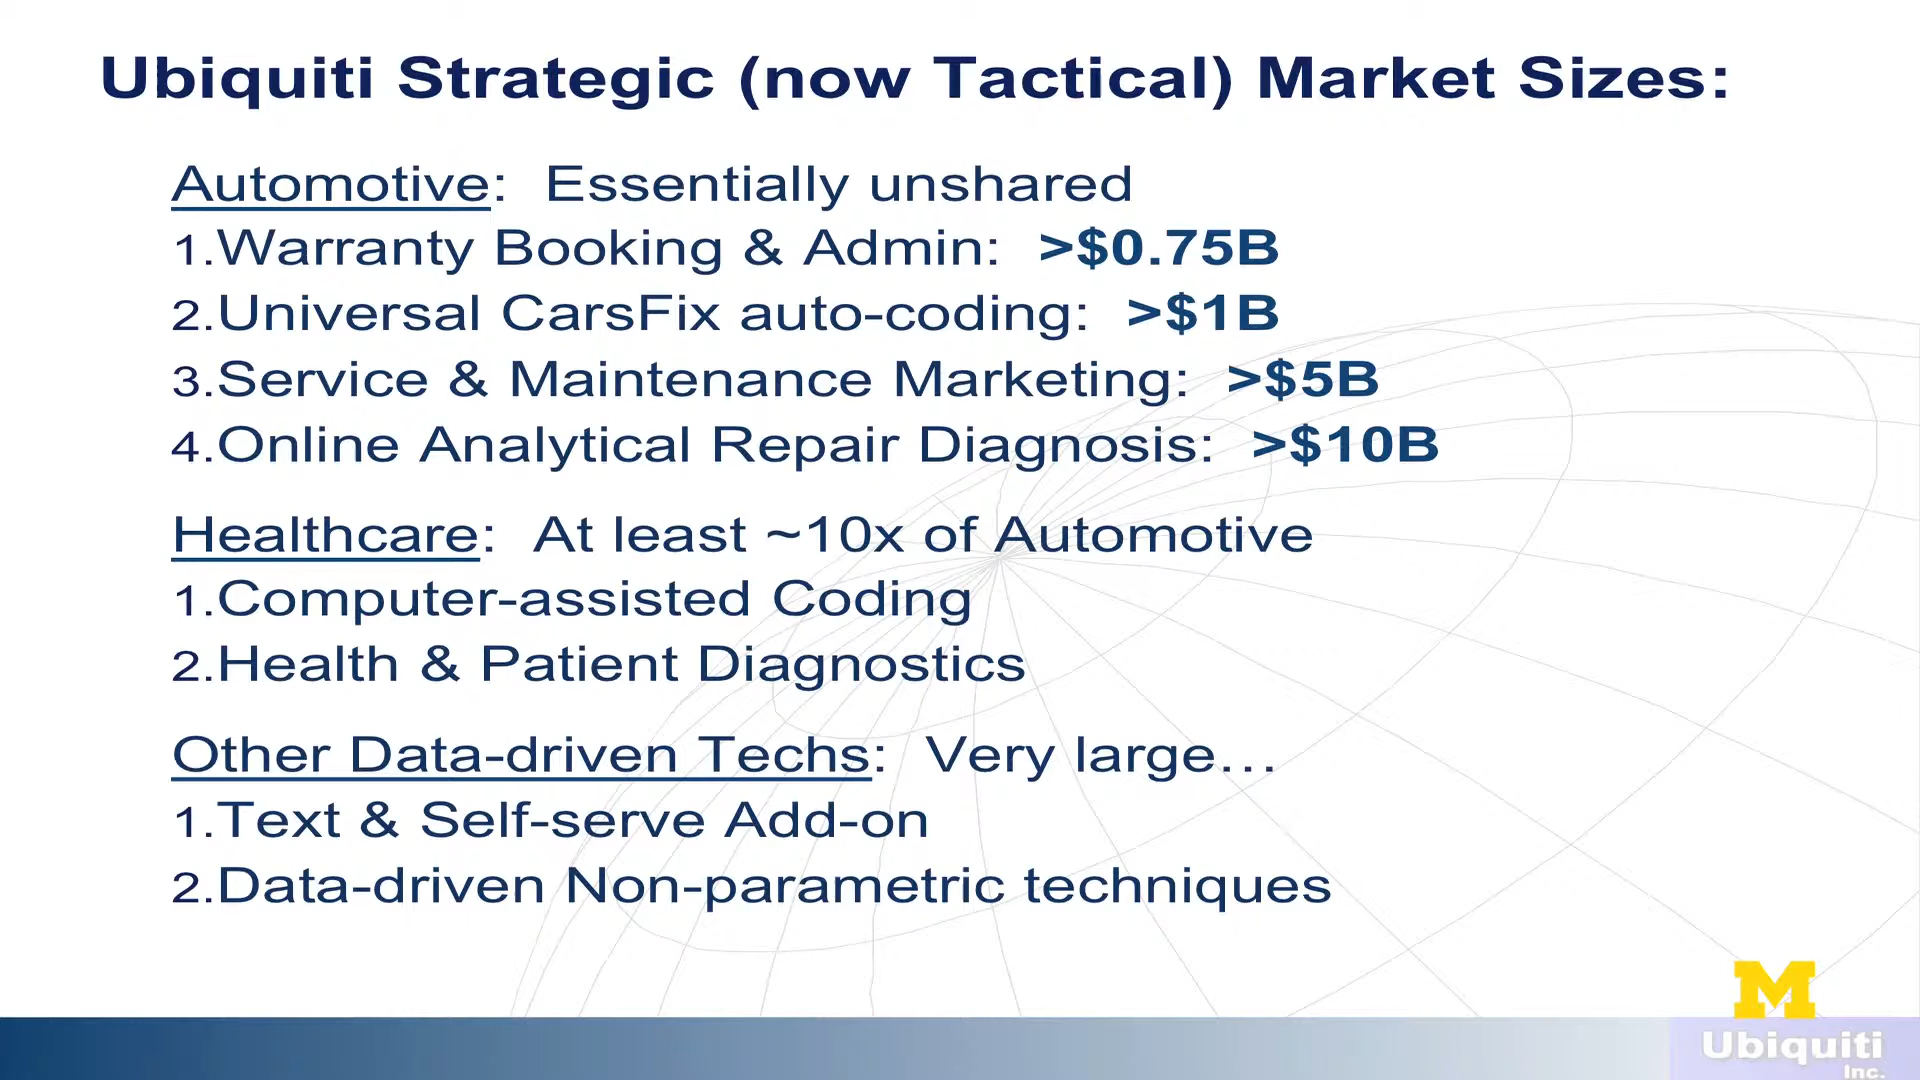 Ubiquiti Strategic (now Tactical) Market Sizes:
Automotive: Essentially unshared
1.Warranty Booking & Admin: >$0.75B
2.Universal CarsFix auto-coding: >$1B
3.Service & Maintenance Marketing: >$5B
4.Online Analytical Repair Diagnosis: >$10B
Healthcare: At least ~10x of Automotive
1.Computer-assisted Coding
2.Health & Patient Diagnostics
Other Data-driven Techs: Very large…
1.Text & Self-serve Add-on
2.Data-driven Non-parametric techniques
M
Ubiquiti
Inc.